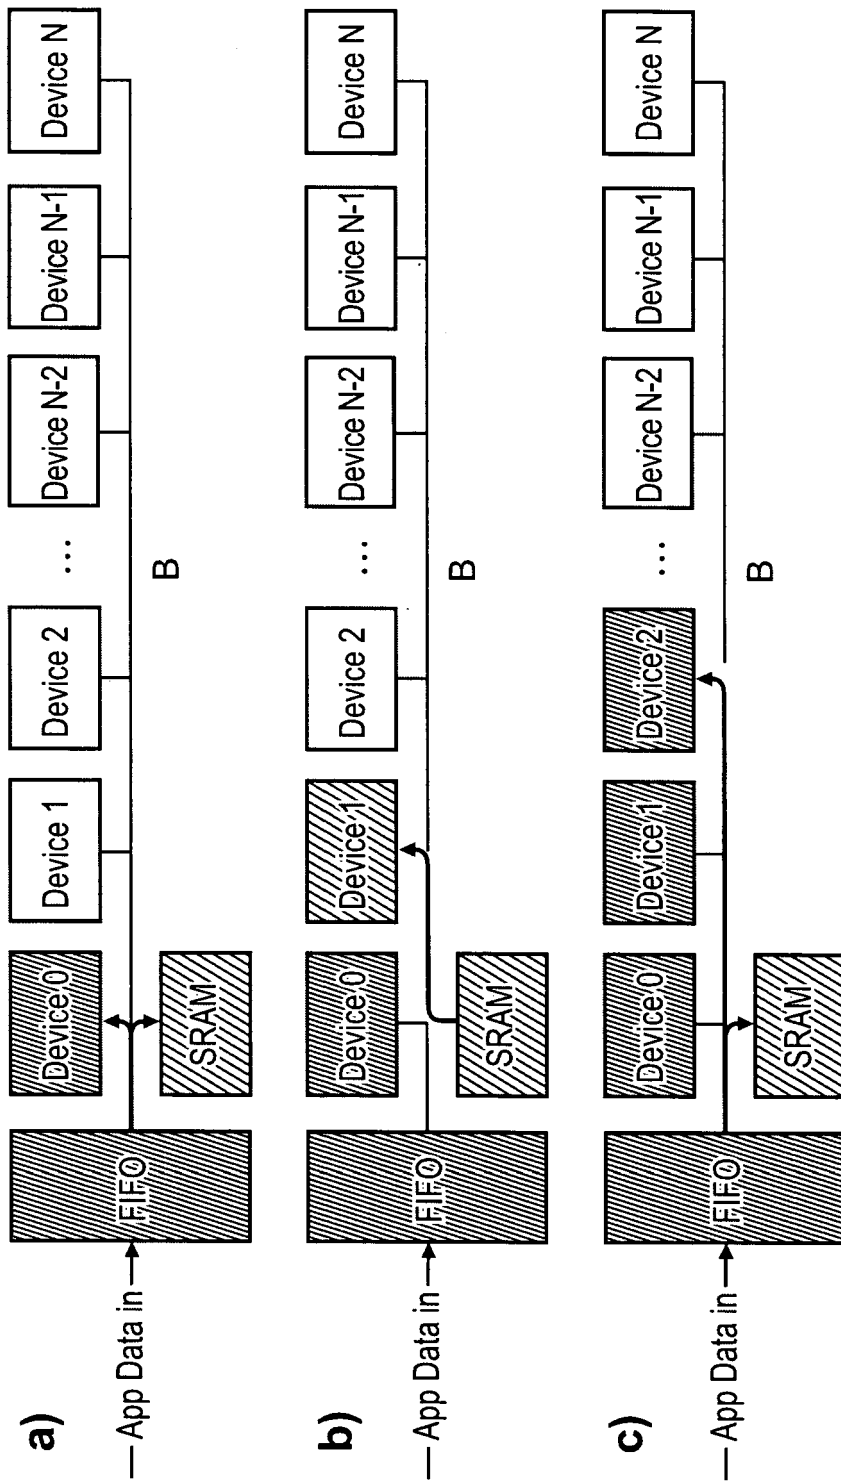 a)
App Data in
FIFO
Device 0
SRAM
Device 1
Device 2
...
Device N-2
Device N-1
Device N
B
b)
App Data in
FIFO
Device 0
SRAM
Device 1
Device 2
...
Device N-2
Device N-1
Device N
B
c)
App Data in
FIFO
Device 0
SRAM
Device 1
Device 2
...
Device N-2
Device N-1
Device N
B